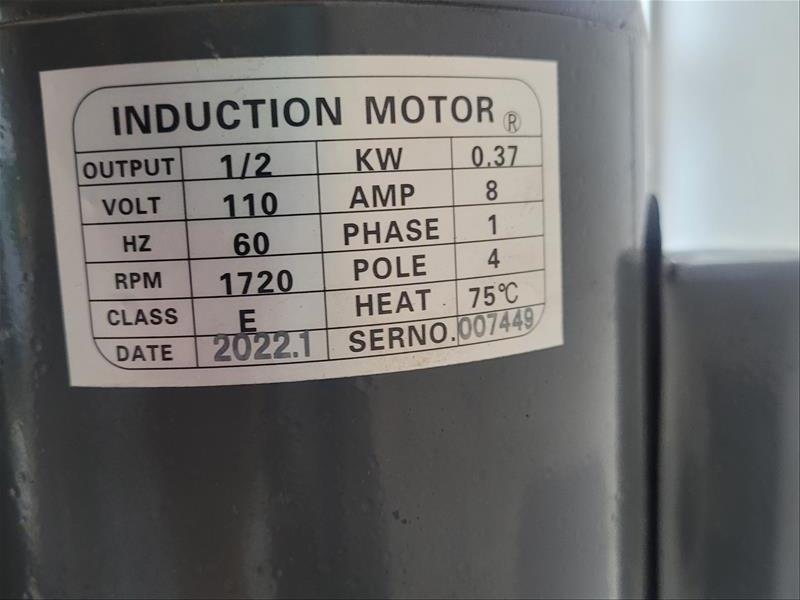 INDUCTION MOTOR ®
OUTPUT 1/2 KW 0.37
VOLT 110 AMP 8
HZ 60 PHASE 1
RPM 1720 POLE 4
CLASS E HEAT 75℃
DATE 2022.1 SERNO. 007449